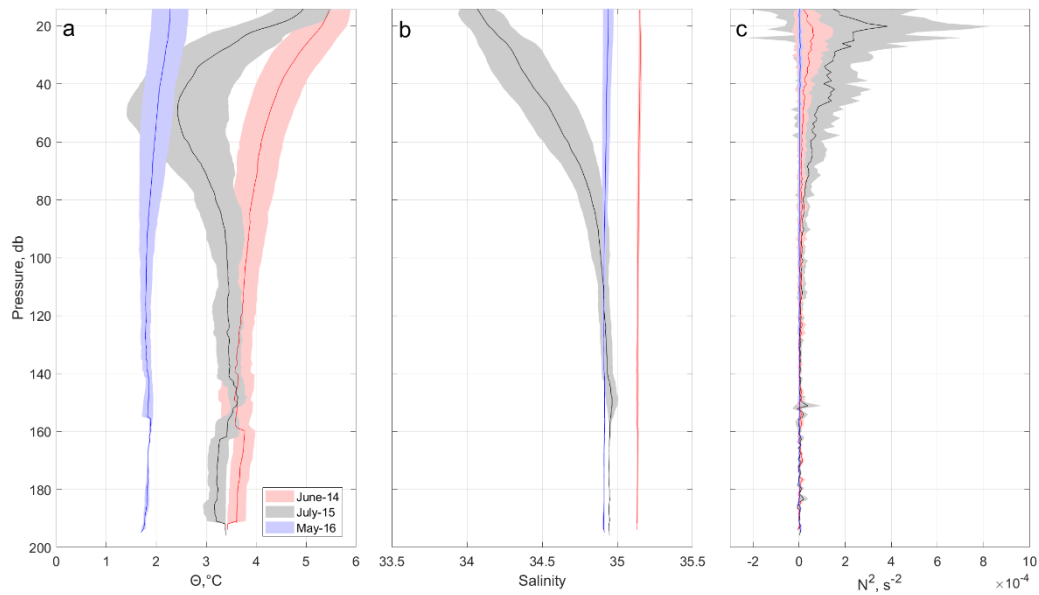 a
b
c
20
40
60
80
100
120
140
160
180
200
Pressure, db
June-14
July-15
May-16
0 1 2 3 4 5 6
Θ,°C
33.5 34 34.5 35 35.5
Salinity
-2 0 2 4 6 8 10
N², s⁻²
×10⁻⁴